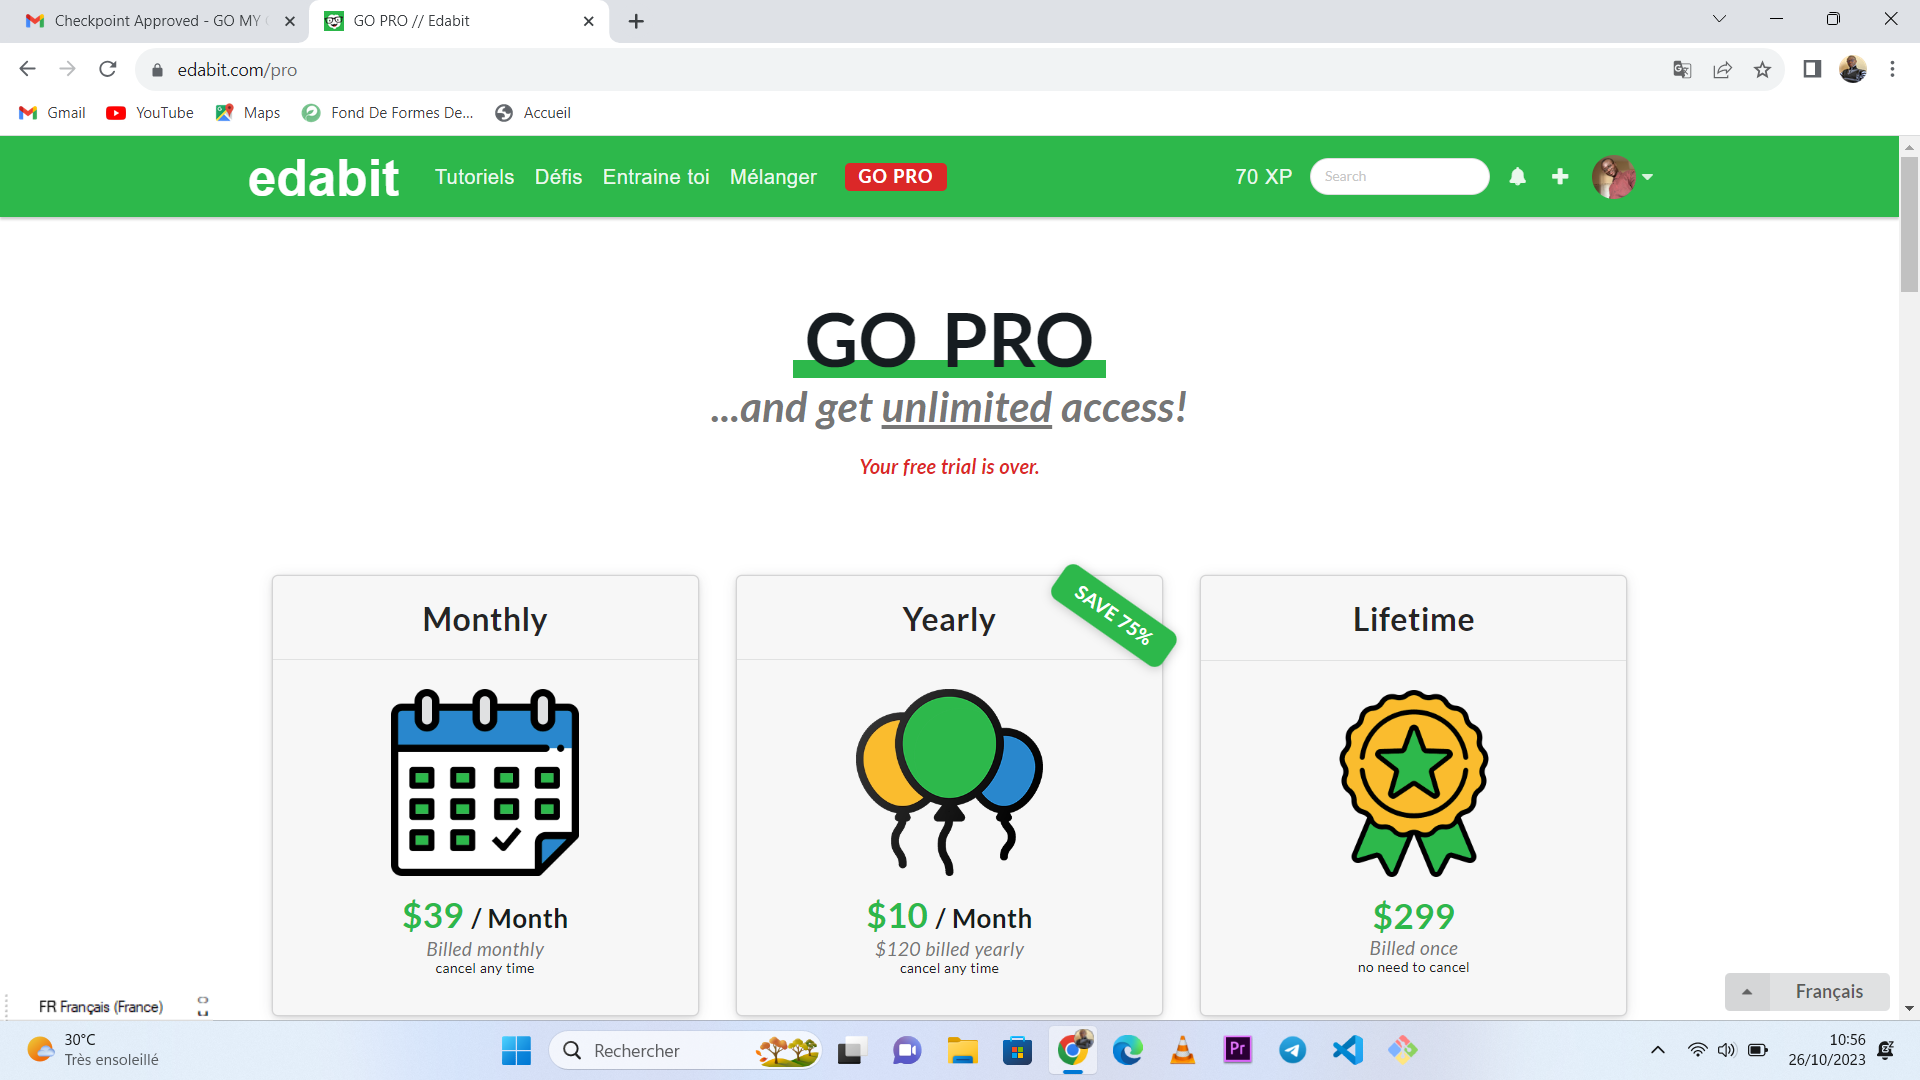 Checkpoint Approved - GO MY
GO PRO // Edabit
edabit.com/pro
Gmail
YouTube
Maps
Fond De Formes De...
Accueil
edabit
Tutoriels
Défis
Entraine toi
Mélanger
GO PRO
70 XP
Search
GO PRO
...and get unlimited access!
Your free trial is over.
Monthly
$39 / Month
Billed monthly
cancel any time
Yearly
SAVE 75%
$10 / Month
$120 billed yearly
cancel any time
Lifetime
$299
Billed once
no need to cancel
Français
FR Français (France)
30°C
Très ensoleillé
Rechercher
Pr
10:56
26/10/2023